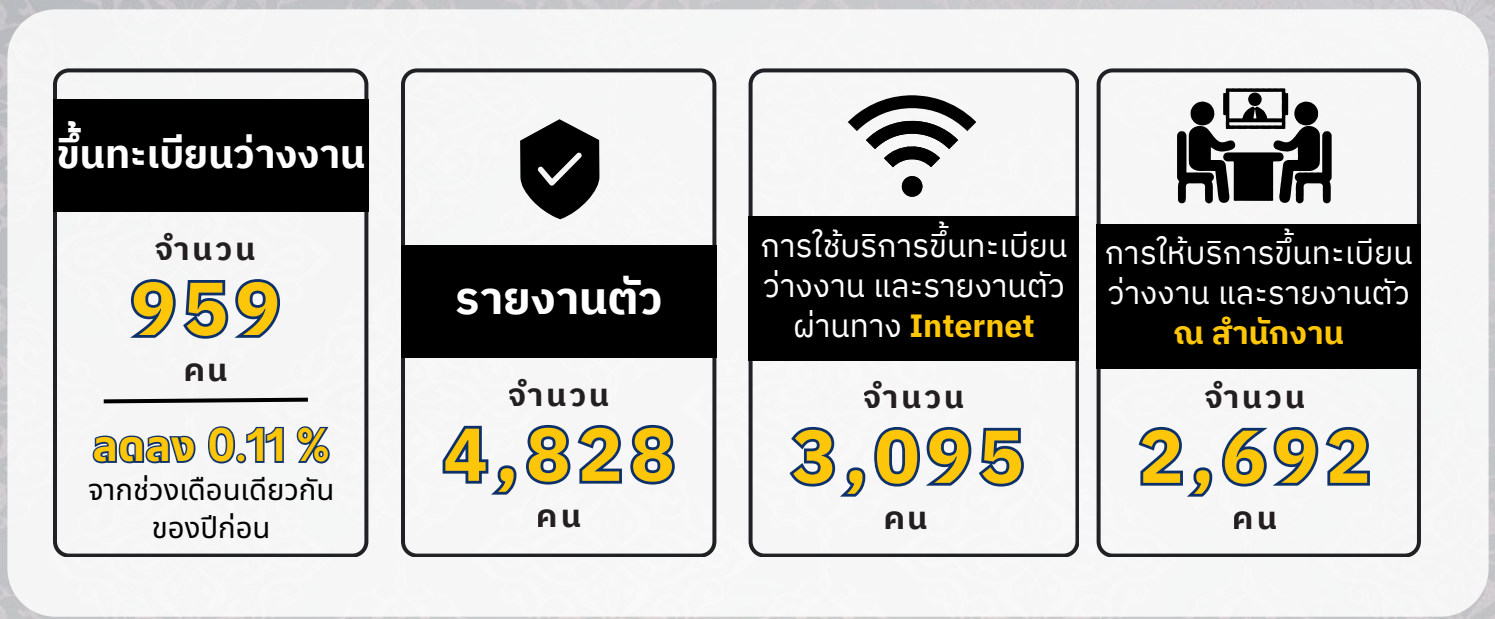 ขึ้นทะเบียนว่างงาน
จำนวน
959
คน
ลดลง 0.11 %
จากช่วงเดือนเดียวกัน
ของปีก่อน
รายงานตัว
จำนวน
4,828
คน
การใช้บริการขึ้นทะเบียน
ว่างงาน และรายงานตัว
ผ่านทาง Internet
จำนวน
3,095
คน
การให้บริการขึ้นทะเบียน
ว่างงาน และรายงานตัว
ณ สำนักงาน
จำนวน
2,692
คน